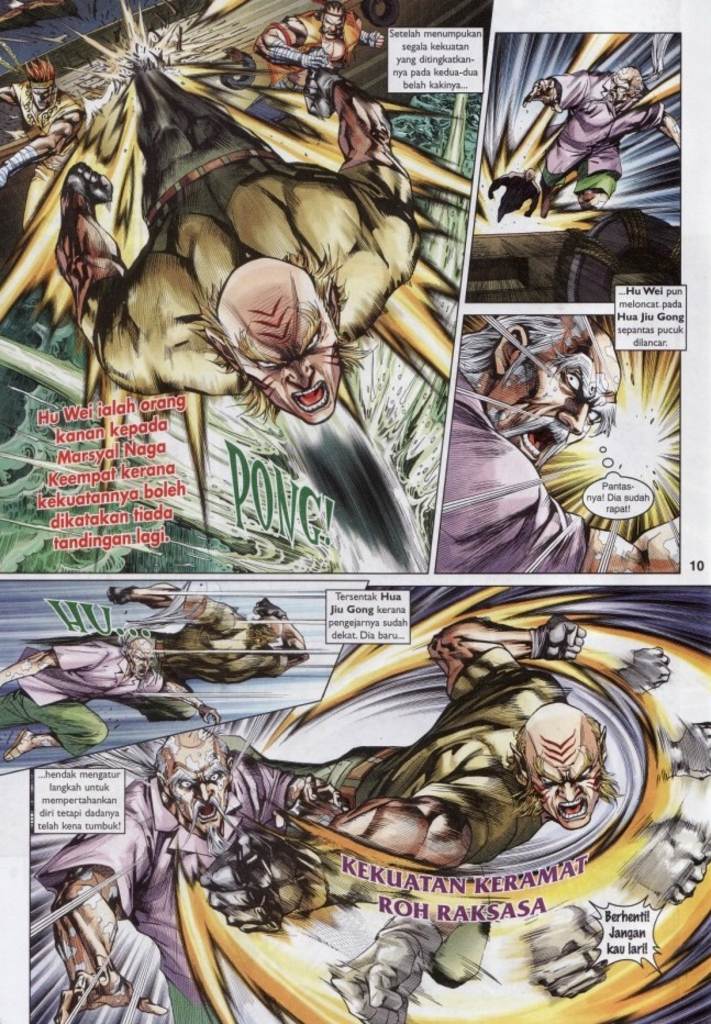 Setelah menumpukan
segala kekuatan
yang ditingkatkan-
nya pada kedua-dua
belah kakinya...
...Hu Wei pun
meloncat pada
Hua Jiu Gong
sepantas pucuk
dilancar.
Hu Wei ialah orang
kanan kepada
Marsyal Naga
Keempat kerana
kekuatannya boleh
dikatakan tiada
tandingan lagi.
PONG!
Pantas-
nya! Dia sudah
rapat!
10
HU...
Tersentak Hua
Jiu Gong kerana
pengejarnya sudah
dekat. Dia baru...
...hendak mengatur
langkah untuk
mempertahankan
diri tetapi dadanya
telah kena tumbuk!
KEKUATAN KERAMAT
ROH RAKSASA
Berhenti!
Jangan
kau lari!